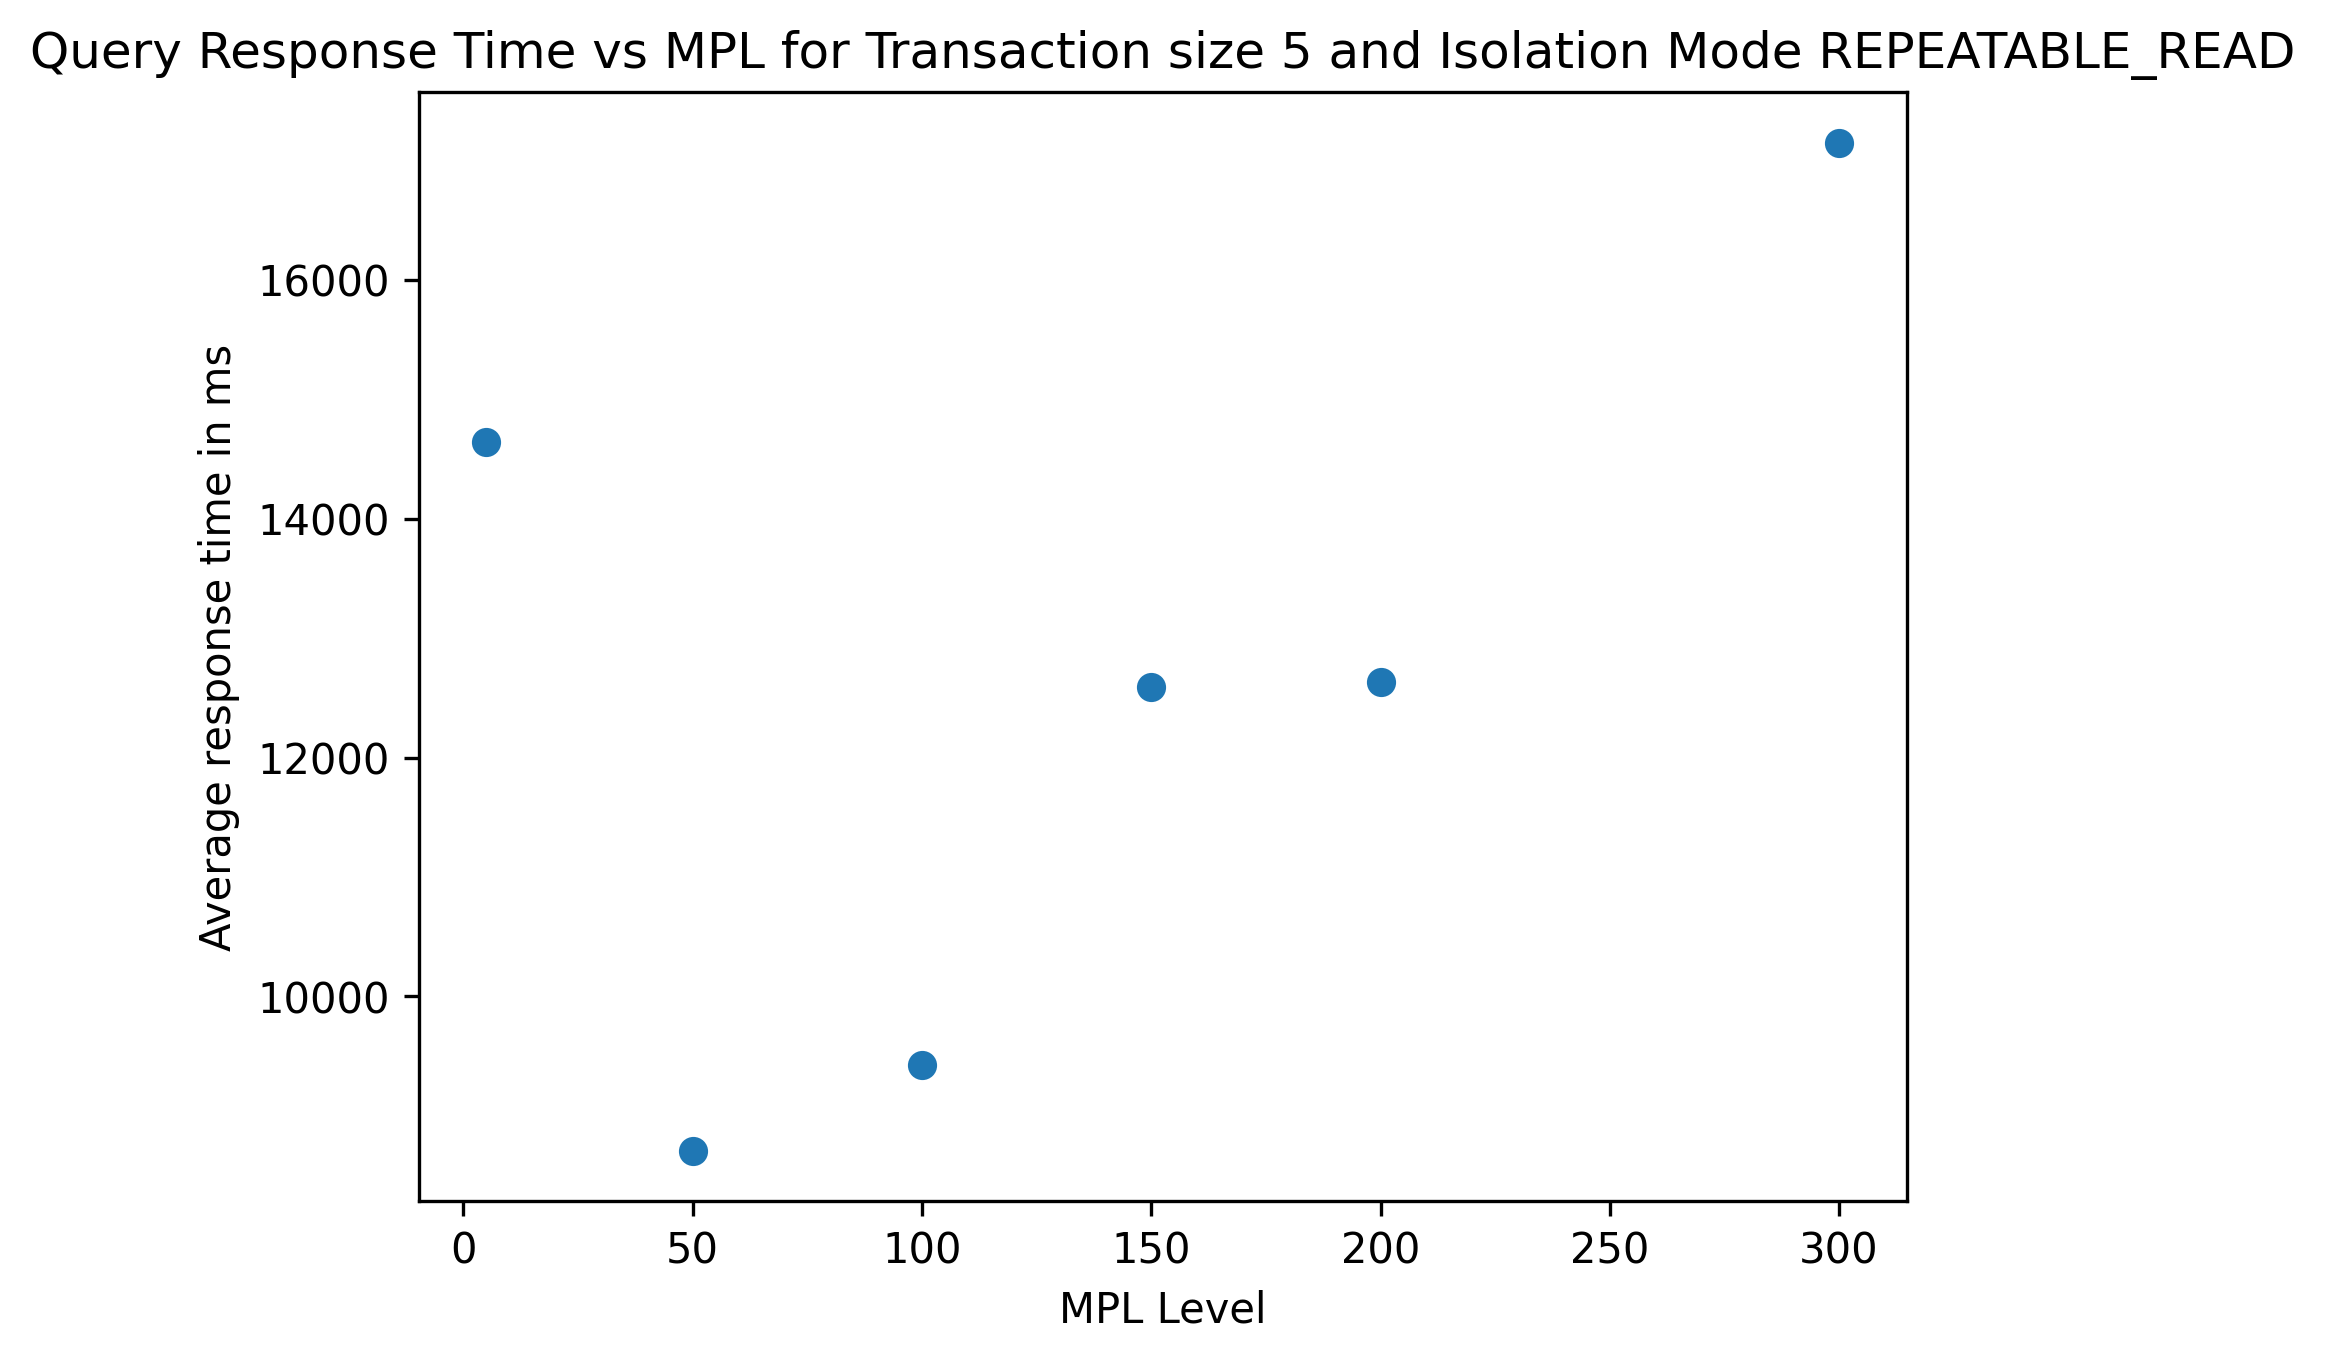 Query Response Time vs MPL for Transaction size 5 and Isolation Mode REPEATABLE_READ
Average response time in ms
16000
14000
12000
10000
0 50 100 150 200 250 300
MPL Level